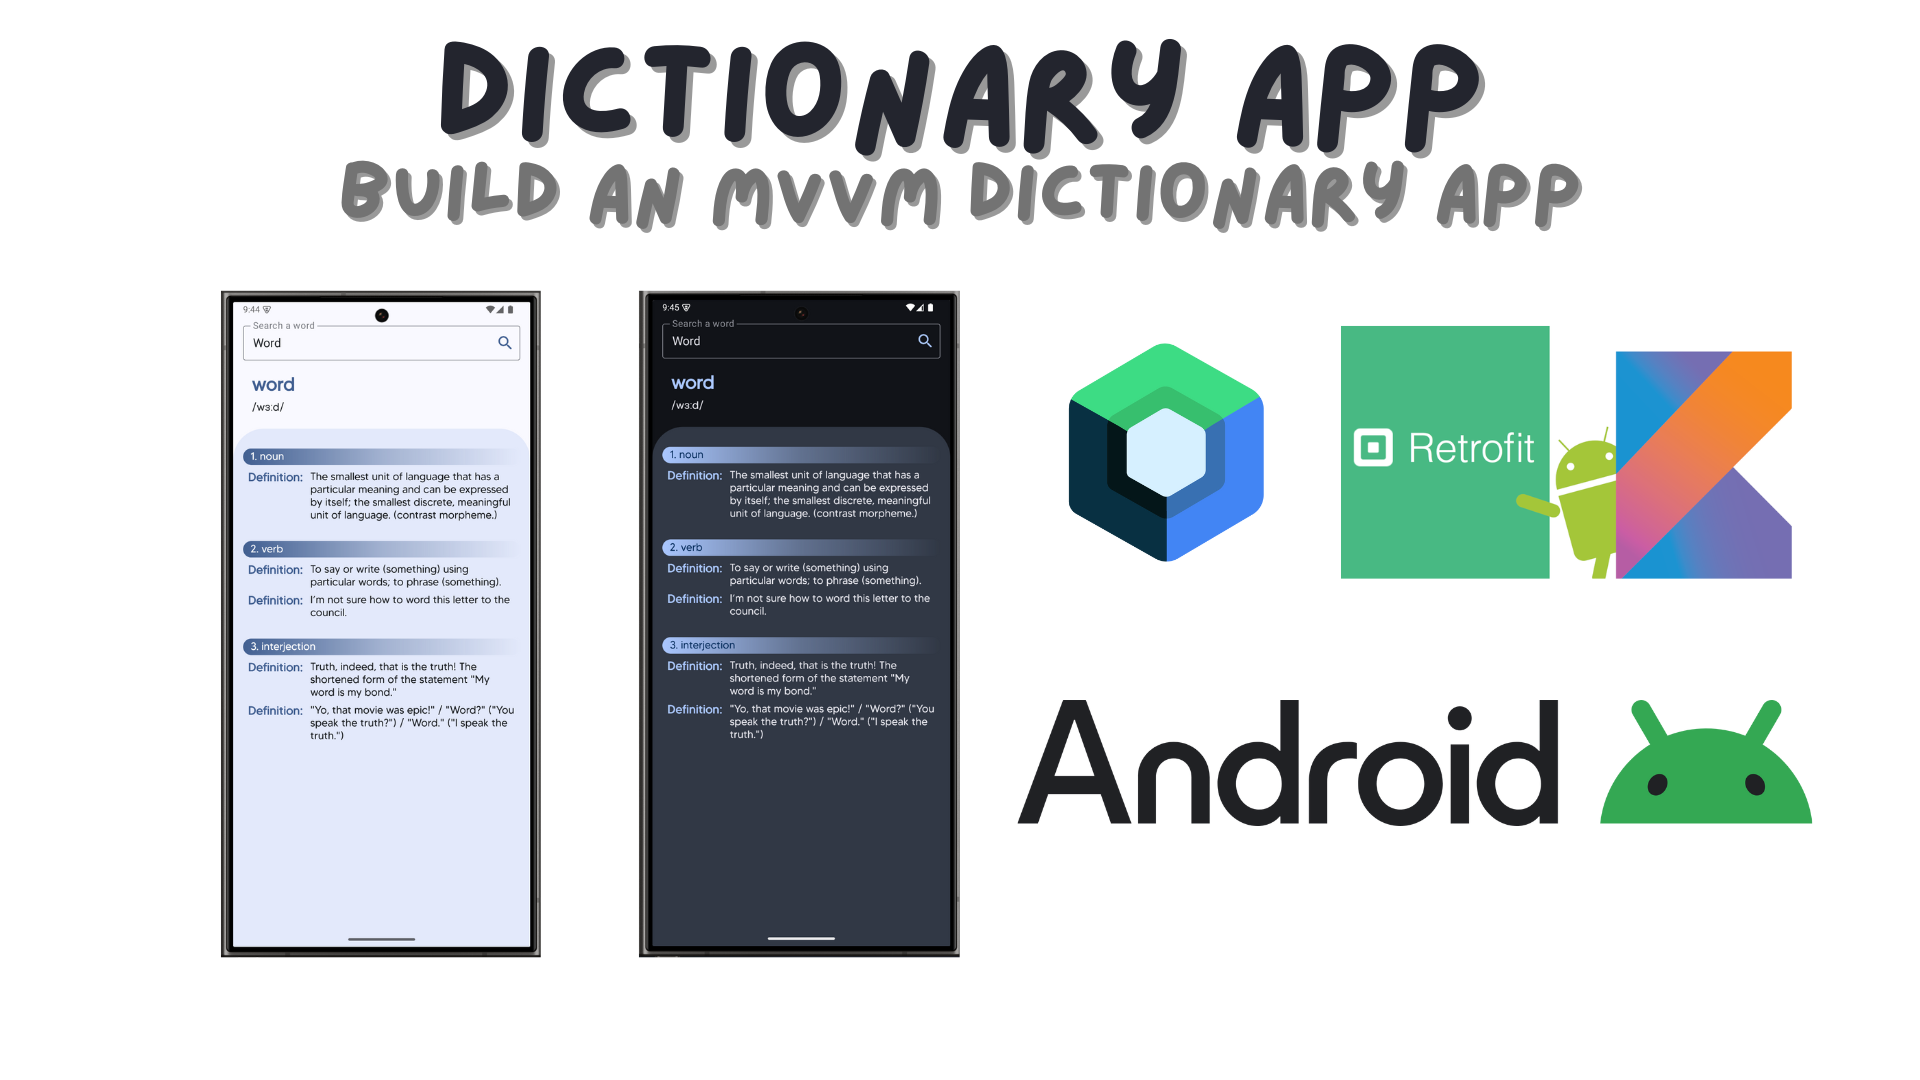 DICTIONARY APP
BUILD AN MVVM DICTIONARY APP
9:44
Search a word
Word
word
/wɜːd/
1. noun
Definition: The smallest unit of language that has a
particular meaning and can be expressed
by itself; the smallest discrete, meaningful
unit of language. (contrast morpheme.)
2. verb
Definition: To say or write (something) using
particular words; to phrase (something).
Definition: I'm not sure how to word this letter to the
council.
3. interjection
Definition: Truth, indeed, that is the truth! The
shortened form of the statement "My
word is my bond."
Definition: "Yo, that movie was epic!" / "Word?" ("You
speak the truth?") / "Word." ("I speak the
truth.")
9:45
Search a word
Word
word
/wɜːd/
1. noun
Definition: The smallest unit of language that has a
particular meaning and can be expressed
by itself; the smallest discrete, meaningful
unit of language. (contrast morpheme.)
2. verb
Definition: To say or write (something) using
particular words; to phrase (something).
Definition: I'm not sure how to word this letter to the
council.
3. interjection
Definition: Truth, indeed, that is the truth! The
shortened form of the statement "My
word is my bond."
Definition: "Yo, that movie was epic!" / "Word?" ("You
speak the truth?") / "Word." ("I speak the
truth.")
Retrofit
Android